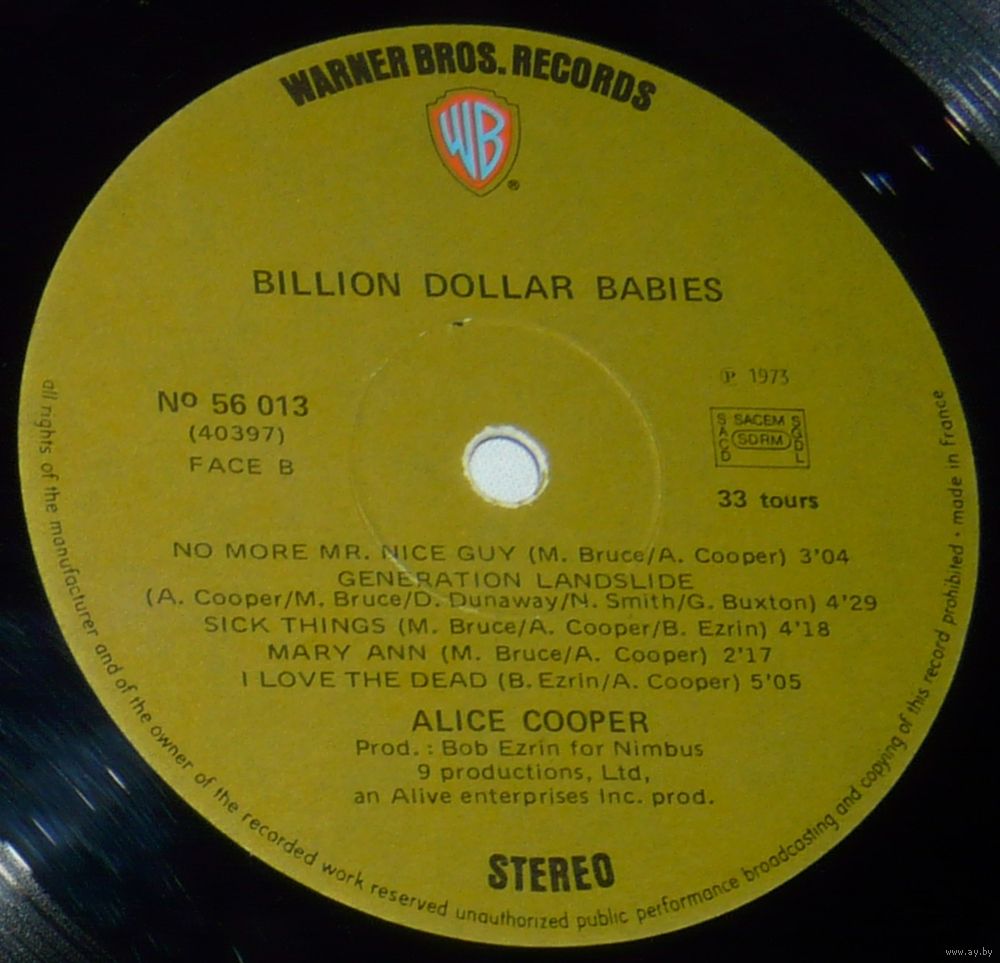 WARNER BROS. RECORDS
WB
®
BILLION DOLLAR BABIES
℗ 1973
Nº 56 013
(40397)
FACE B
SACEM
SACD
SDRM
SGDL
33 tours
NO MORE MR. NICE GUY (M. Bruce/A. Cooper) 3'04
GENERATION LANDSLIDE
(A. Cooper/M. Bruce/D. Dunaway/N. Smith/G. Buxton) 4'29
SICK THINGS (M. Bruce/A. Cooper/B. Ezrin) 4'18
MARY ANN (M. Bruce/A. Cooper) 2'17
I LOVE THE DEAD (B. Ezrin/A. Cooper) 5'05
ALICE COOPER
Prod. : Bob Ezrin for Nimbus
9 productions, Ltd,
an Alive enterprises Inc. prod.
STEREO
all rights of the manufacturer and of the owner of the recorded work reserved unauthorized public performance broadcasting and copying of this record prohibited - made in france
www.ay.by